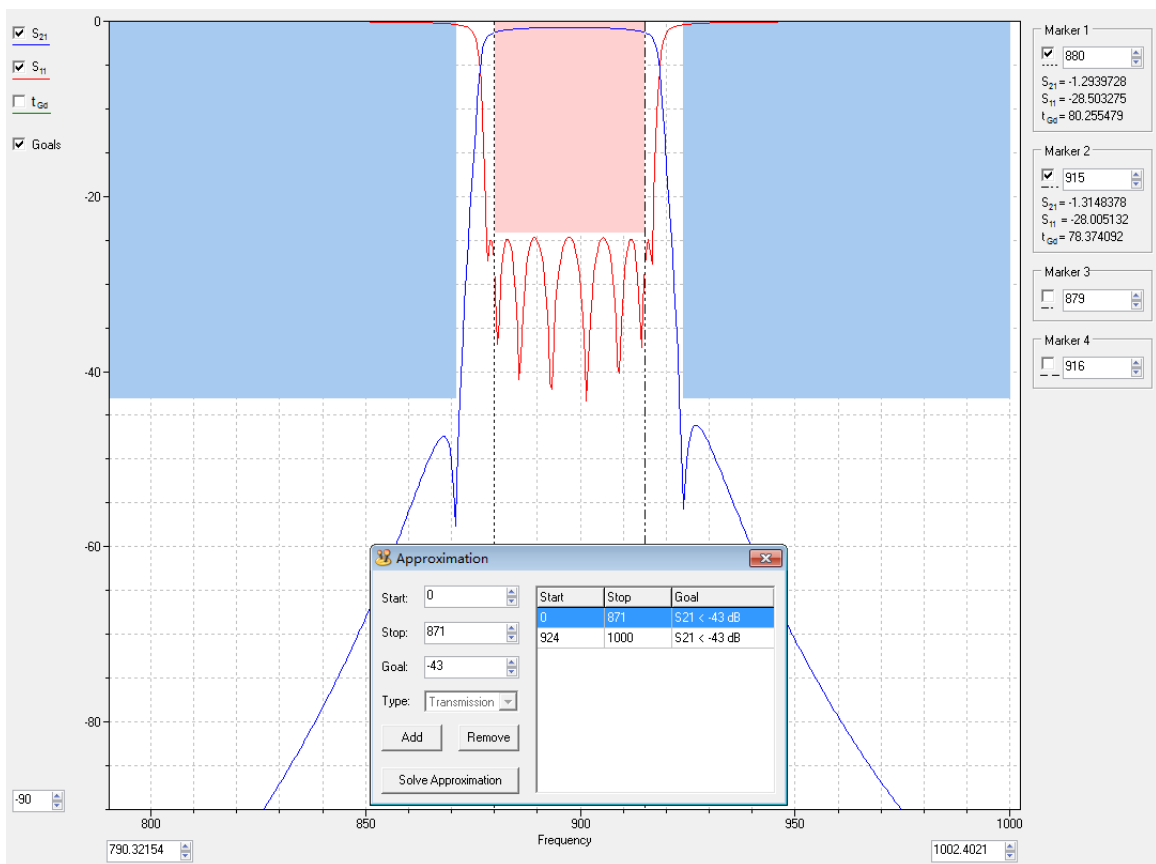 S21
S11
tGd
Goals
0
-20
-40
-60
-80
-90
800
850
900
950
1000
Frequency
790.32154
1002.4021
Marker 1
880
S21 = -1.2939728
S11 = -28.503275
tGd = 80.255479
Marker 2
915
S21 = -1.3148378
S11 = -28.005132
tGd = 78.374092
Marker 3
879
Marker 4
916
Approximation
Start: 0
Stop: 871
Goal: -43
Type: Transmission
Add Remove
Solve Approximation
Start Stop Goal
0 871 S21 < -43 dB
924 1000 S21 < -43 dB